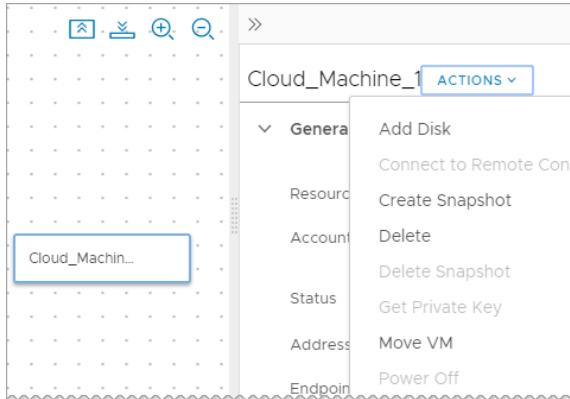 Cloud_Machine_1 ACTIONS
Genera
Add Disk
Connect to Remote Con
Resourc
Create Snapshot
Account
Delete
Cloud_Machin...
Delete Snapshot
Status
Get Private Key
Address
Move VM
Endpoin
Power Off